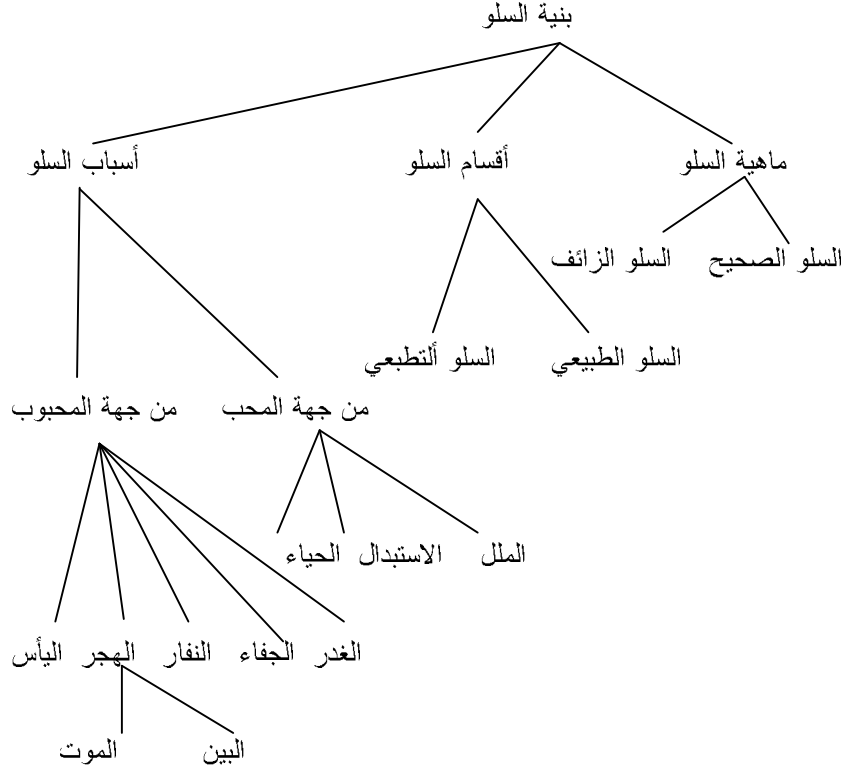 بنية السلو
ماهية السلو
أقسام السلو
أسباب السلو
السلو الصحيح
السلو الزائف
السلو الطبيعي
السلو ألتطبعي
من جهة المحب
من جهة المحبوب
الملل
الاستبدال
الحياء
الغدر
الجفاء
النفار
الهجر
اليأس
البين
الموت